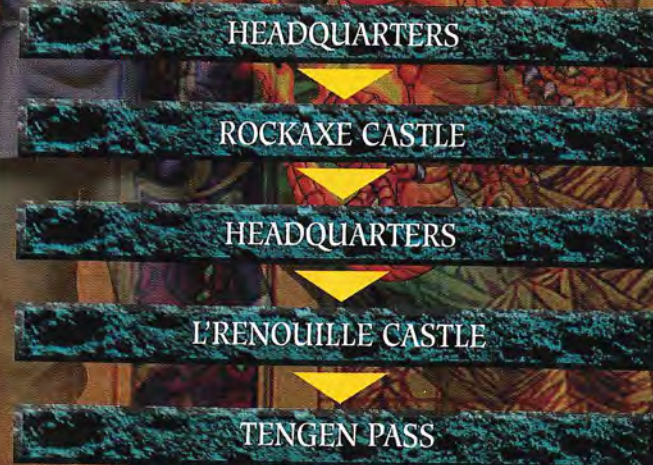 HEADQUARTERS
ROCKAXE CASTLE
HEADQUARTERS
L'RENOUILLE CASTLE
TENGEN PASS